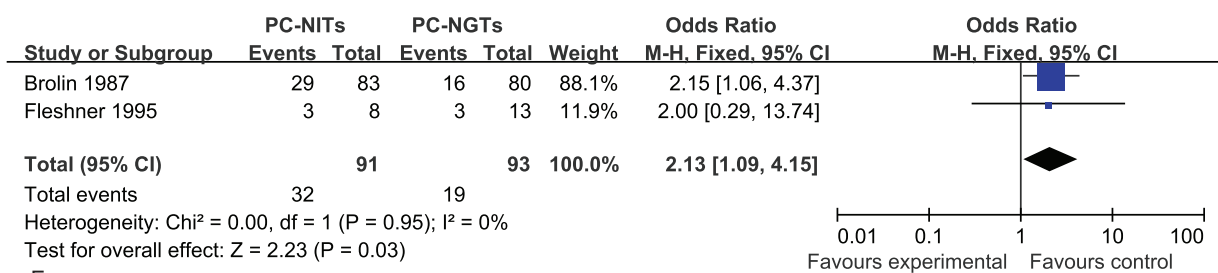 PC-NITs PC-NGTs Odds Ratio Odds Ratio
Study or Subgroup Events Total Events Total Weight M-H, Fixed, 95% CI M-H, Fixed, 95% CI
Brolin 1987 29 83 16 80 88.1% 2.15 [1.06, 4.37]
Fleshner 1995 3 8 3 13 11.9% 2.00 [0.29, 13.74]
Total (95% CI) 91 93 100.0% 2.13 [1.09, 4.15]
Total events 32 19
Heterogeneity: Chi² = 0.00, df = 1 (P = 0.95); I² = 0%
Test for overall effect: Z = 2.23 (P = 0.03)
0.01 0.1 1 10 100
Favours experimental Favours control